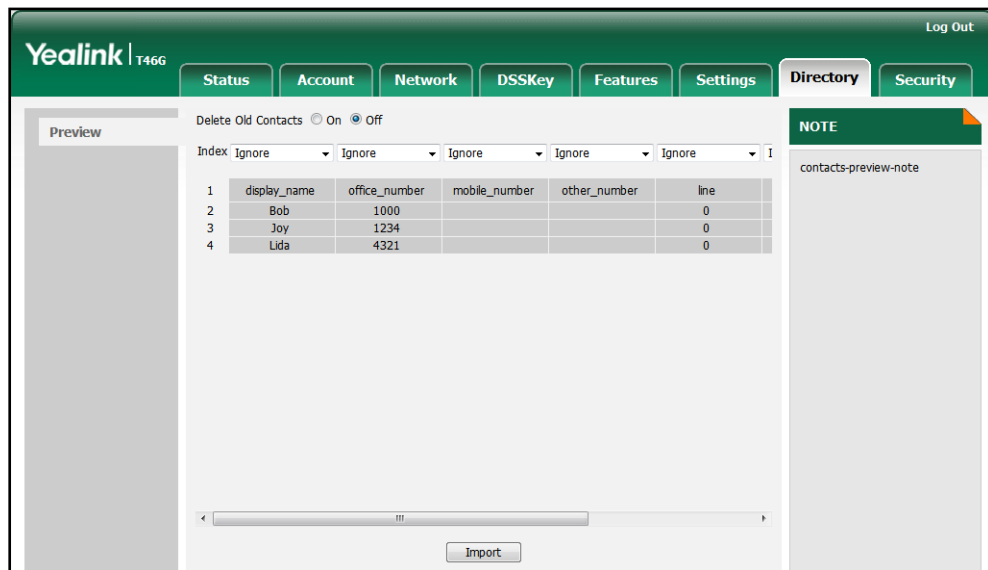 Log Out
Yealink T46G
Status Account Network DSSKey Features Settings Directory Security
Preview
Delete Old Contacts On Off
Index Ignore Ignore Ignore Ignore Ignore I
1 display_name office_number mobile_number other_number line
2 Bob 1000 0
3 Joy 1234 0
4 Lida 4321 0
Import
NOTE
contacts-preview-note